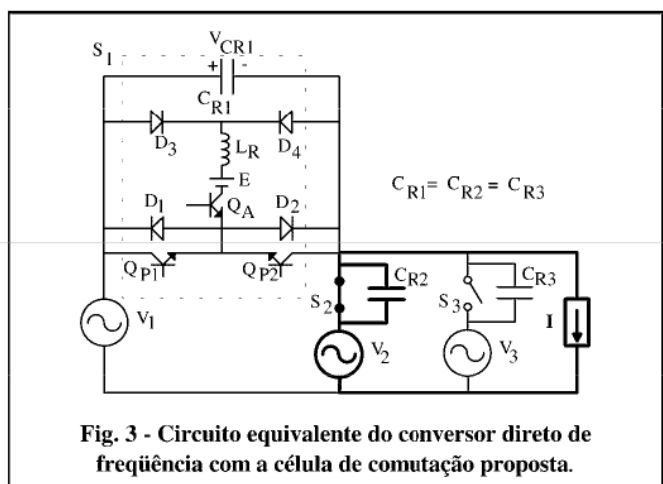 S1
VCR1
+ -
CR1
D3
LR
D4
E
CR1= CR2 = CR3
D1
QA
D2
QP1
QP2
CR2
CR3
S2
S3
I
V1
V2
V3
Fig. 3 - Circuito equivalente do conversor direto de
freqüência com a célula de comutação proposta.